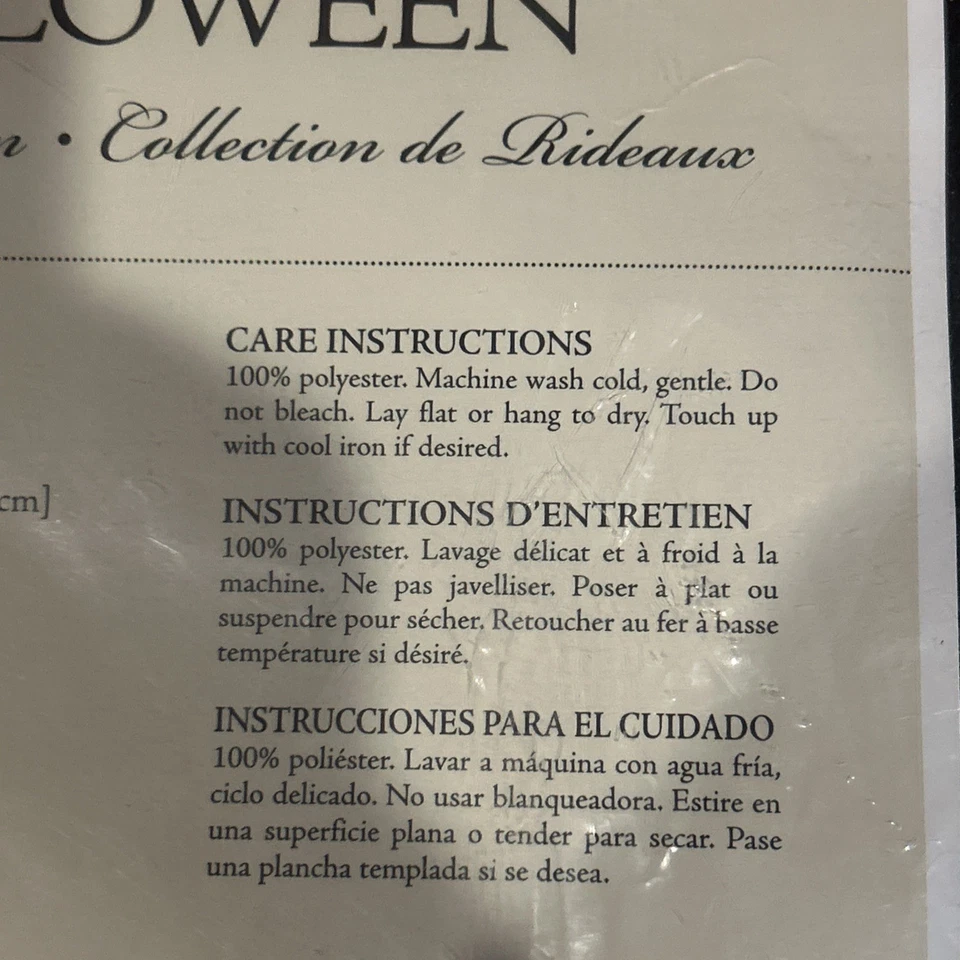 LOWEEN
n • Collection de Rideaux
CARE INSTRUCTIONS
100% polyester. Machine wash cold, gentle. Do
not bleach. Lay flat or hang to dry. Touch up
with cool iron if desired.
cm]
INSTRUCTIONS D'ENTRETIEN
100% polyester. Lavage délicat et à froid à la
machine. Ne pas javelliser. Poser à plat ou
suspendre pour sécher. Retoucher au fer à basse
température si désiré.
INSTRUCCIONES PARA EL CUIDADO
100% poliéster. Lavar a máquina con agua fría,
ciclo delicado. No usar blanqueadora. Estire en
una superficie plana o tender para secar. Pase
una plancha templada si se desea.